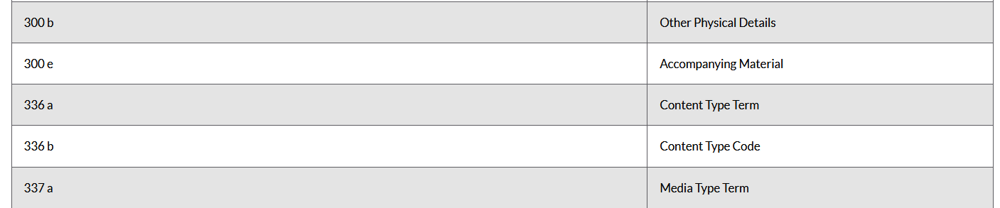 300 b Other Physical Details
300 e Accompanying Material
336 a Content Type Term
336 b Content Type Code
337 a Media Type Term